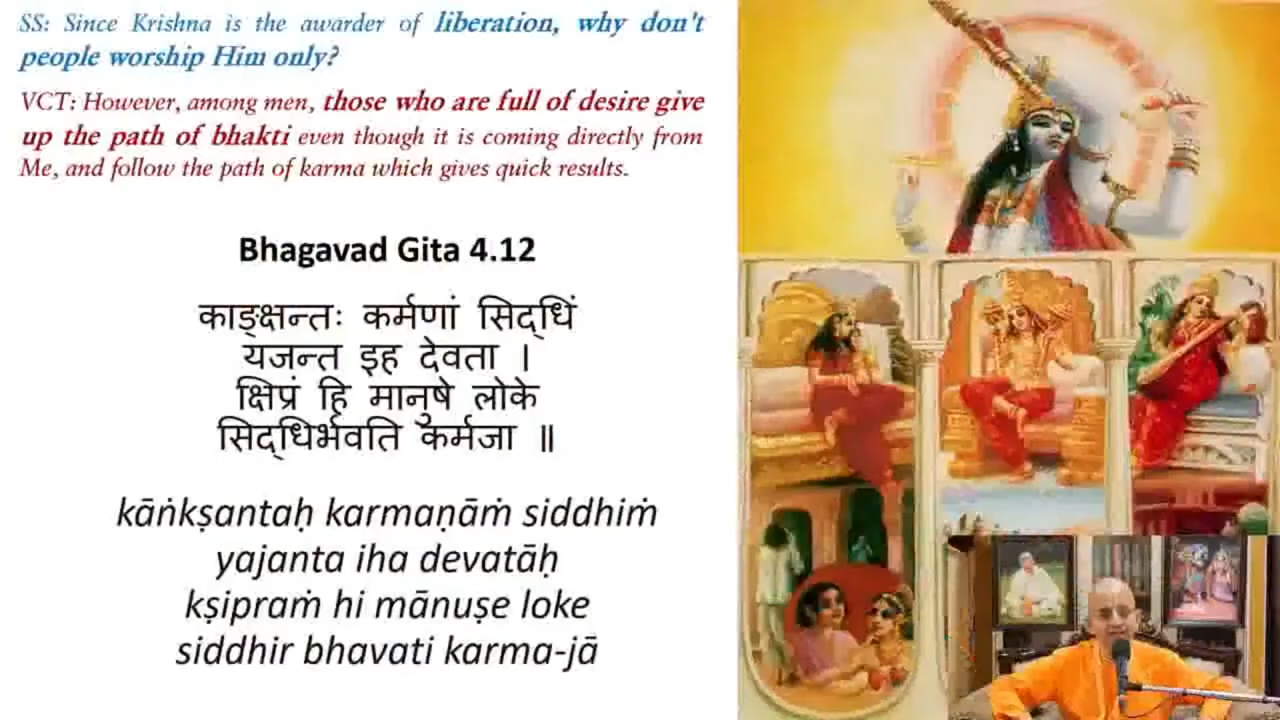 SS: Since Krishna is the awarder of liberation, why don't
people worship Him only?
VCT: However, among men, those who are full of desire give
up the path of bhakti even though it is coming directly from
Me, and follow the path of karma which gives quick results.
Bhagavad Gita 4.12
काङ्क्षन्तः कर्मणां सिद्धिं
यजन्त इह देवता ।
क्षिप्रं हि मानुषे लोके
सिद्धिर्भवति कर्मजा ॥
kāṅkṣantaḥ karmaṇāṁ siddhiṁ
yajanta iha devatāḥ
kṣipraṁ hi mānuṣe loke
siddhir bhavati karma-jā